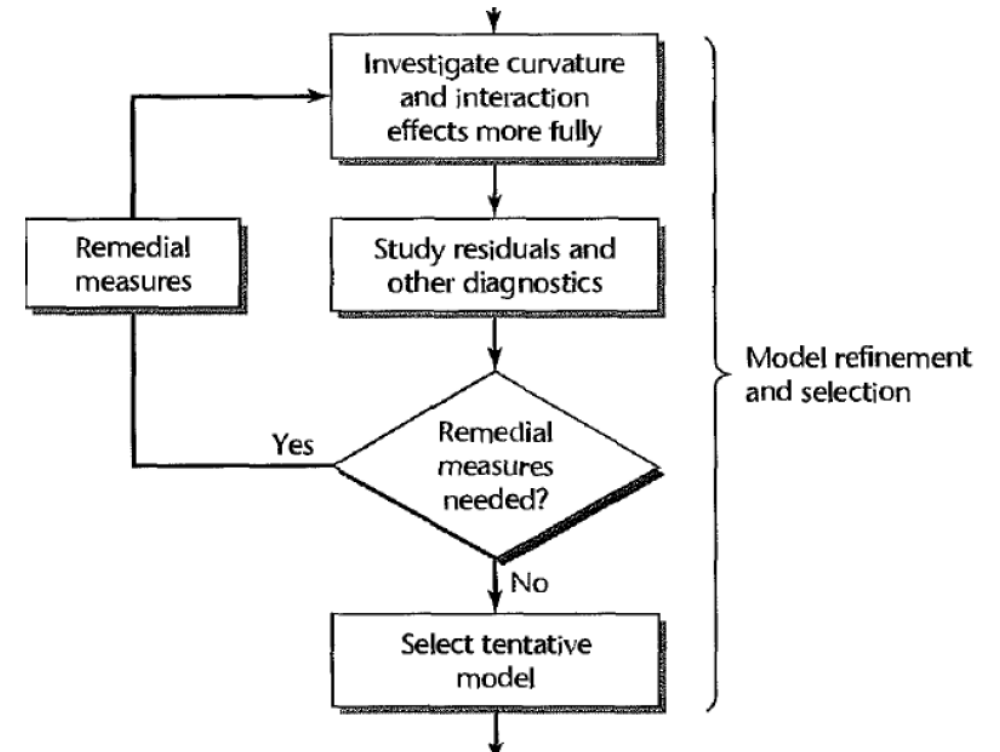 Investigate curvature
and interaction
effects more fully
Remedial
measures
Study residuals and
other diagnostics
Model refinement
and selection
Yes
Remedial
measures
needed?
No
Select tentative
model